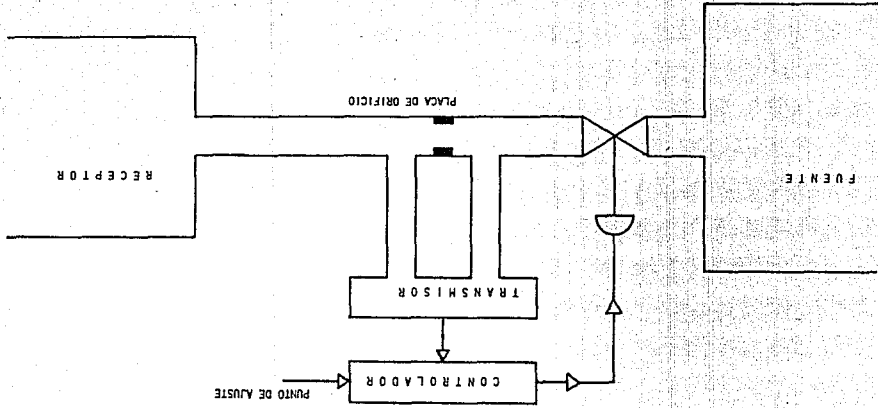 PUNTO DE AJUSTE
CONTROLADOR
TRANSMISOR
FUENTE
RECEPTOR
PLACA DE ORIFICIO